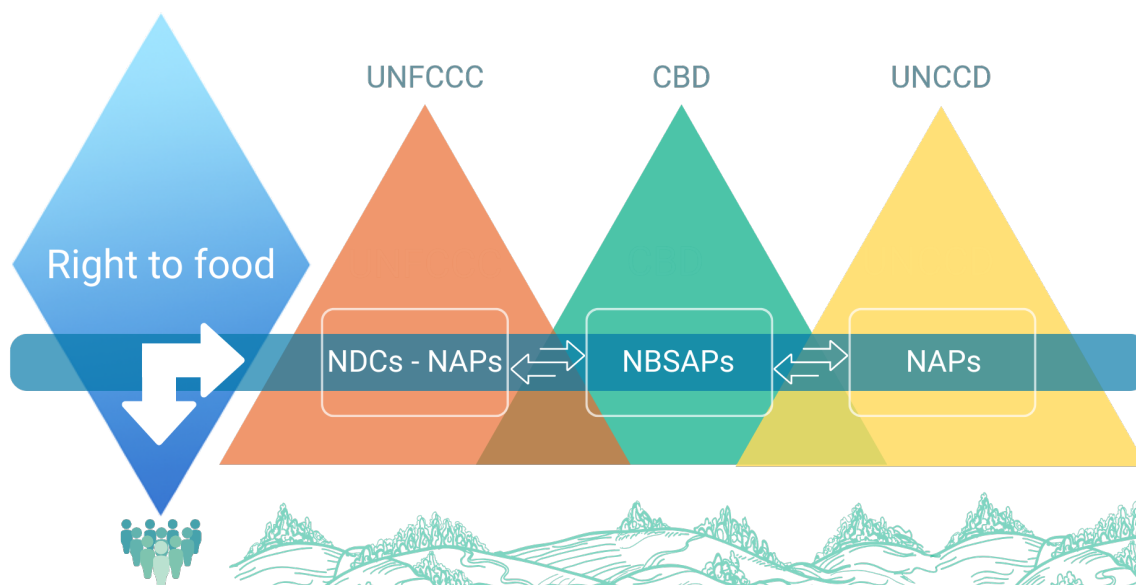 UNFCCC
CBD
UNCCD
Right to food
NDCs - NAPs
NBSAPs
NAPs